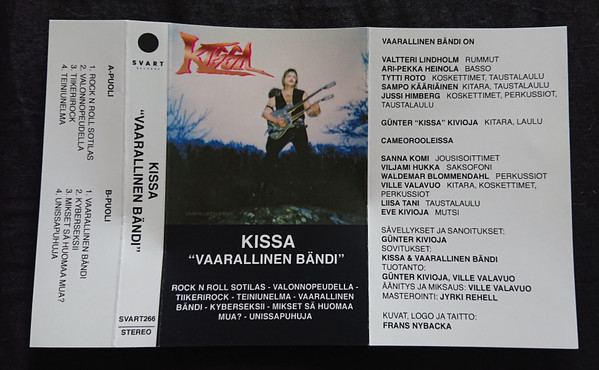 A-PUOLI
1. ROCK N ROLL SOTILAS
2. VALONNOPEUDELLA
3. TIIKERIROCK
4. TEINIUNELMA
B-PUOLI
1. VAARALLINEN BÄNDI
2. KYBERSEKSII
3. MIKSET SÄ HUOMAA MUA?
4. UNISSAPUHUJA
SVART
RECORDS
KISSA
"VAARALLINEN BÄNDI"
SVART266
STEREO
KISSA
KISSA
"VAARALLINEN BÄNDI"
ROCK N ROLL SOTILAS - VALONNOPEUDELLA -
TIIKERIROCK - TEINIUNELMA - VAARALLINEN
BÄNDI - KYBERSEKSII - MIKSET SÄ HUOMAA
MUA? - UNISSAPUHUJA
VAARALLINEN BÄNDI ON
VALTTERI LINDHOLM RUMMUT
ARI-PEKKA HEINOLA BASSO
TYTTI ROTO KOSKETTIMET, TAUSTALAULU
SAMPO KÄÄRIÄINEN KITARA, TAUSTALAULU
JUSSI HIMBERG KOSKETTIMET, PERKUSSIOT,
TAUSTALAULU
GÜNTER "KISSA" KIVIOJA KITARA, LAULU
CAMEOROOLEISSA
SANNA KOMI JOUSISOITTIMET
VILJAMI HUKKA SAKSOFONI
WALDEMAR BLOMMENDAHL PERKUSSIOT
VILLE VALAVUO KITARA, KOSKETTIMET,
PERKUSSIOT
LIISA TANI TAUSTALAULU
EVE KIVIOJA MUTSI
SÄVELLYKSET JA SANOITUKSET:
GÜNTER KIVIOJA
SOVITUKSET:
KISSA & VAARALLINEN BÄNDI
TUOTANTO:
GÜNTER KIVIOJA, VILLE VALAVUO
ÄÄNITYS JA MIKSAUS: VILLE VALAVUO
MASTEROINTI: JYRKI REHELL
KUVAT, LOGO JA TAITTO:
FRANS NYBACKA